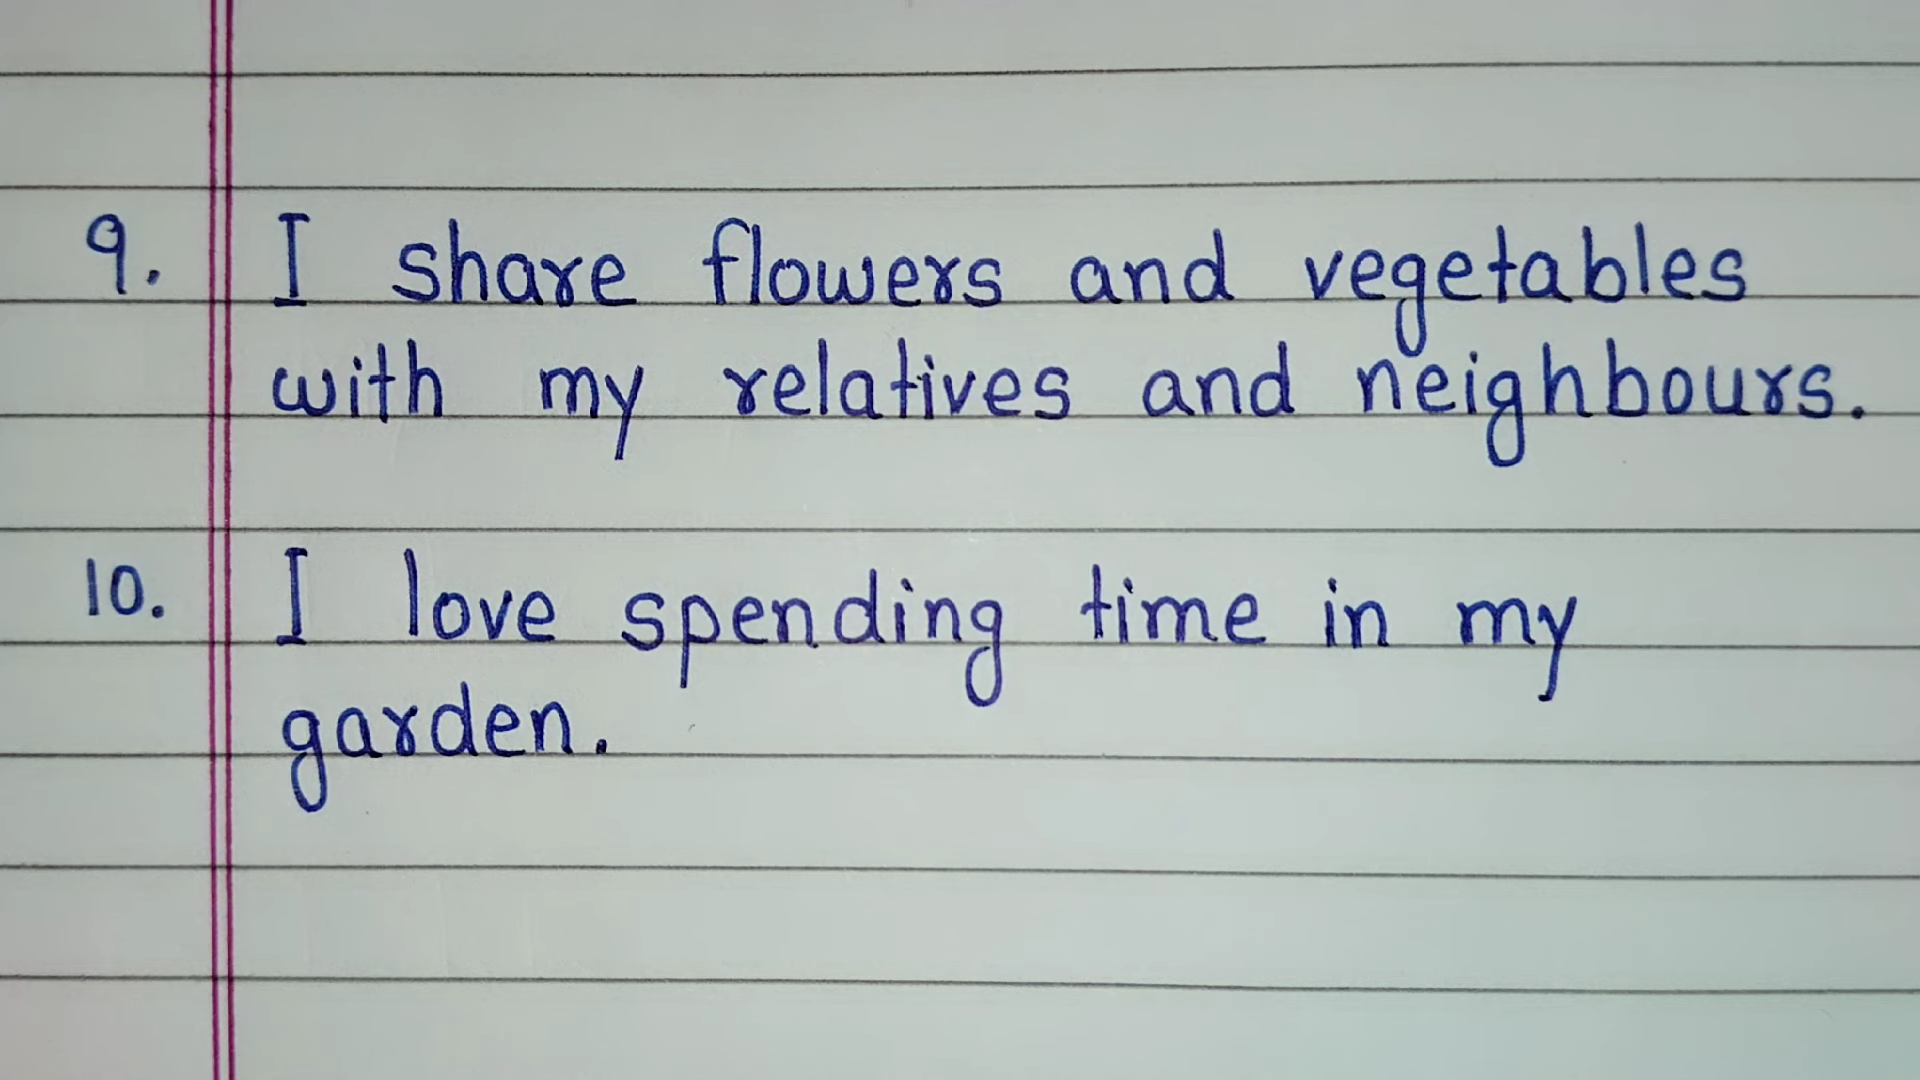 9. I share flowers and vegetables
with my relatives and neighbours.
10. I love spending time in my
garden.